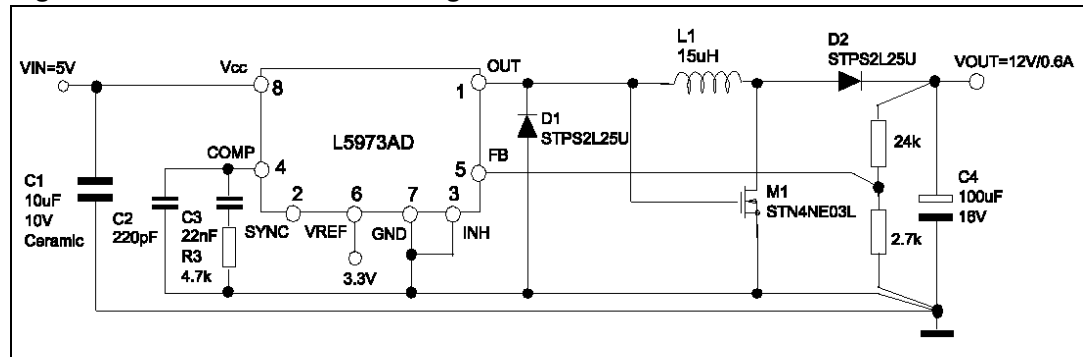 VIN=5V
Vcc
8
OUT
1
L1
15uH
D2
STPS2L25U
VOUT=12V/0.6A
L5973AD
D1
STPS2L25U
COMP
4
FB
5
24k
C1
10uF
10V
Ceramic
C2
220pF
C3
22nF
R3
4.7k
2
SYNC
6
VREF
7
GND
3
INH
3.3V
M1
STN4NE03L
2.7k
C4
100uF
16V